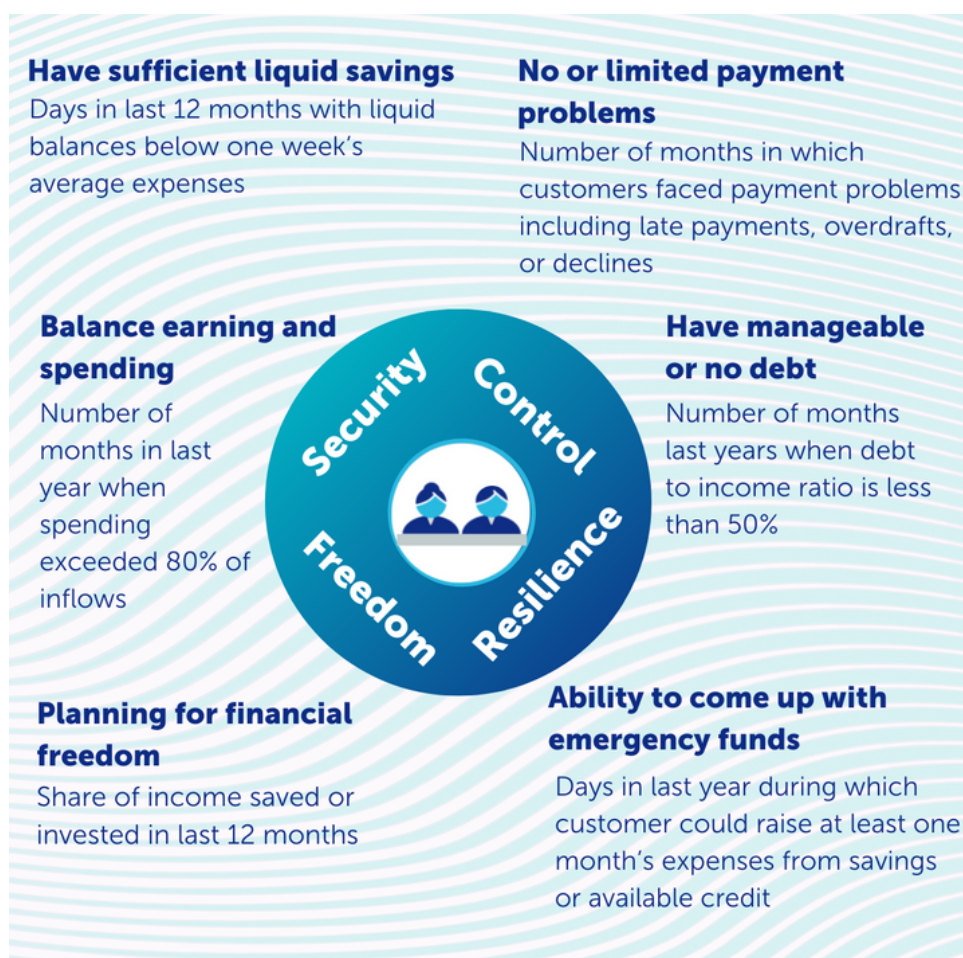 Have sufficient liquid savings
Days in last 12 months with liquid
balances below one week's
average expenses
No or limited payment
problems
Number of months in which
customers faced payment problems
including late payments, overdrafts,
or declines
Balance earning and
spending
Number of
months in last
year when
spending
exceeded 80% of
inflows
Security
Control
Freedom
Resilience
Have manageable
or no debt
Number of months
last years when debt
to income ratio is less
than 50%
Planning for financial
freedom
Share of income saved or
invested in last 12 months
Ability to come up with
emergency funds
Days in last year during which
customer could raise at least one
month's expenses from savings
or available credit